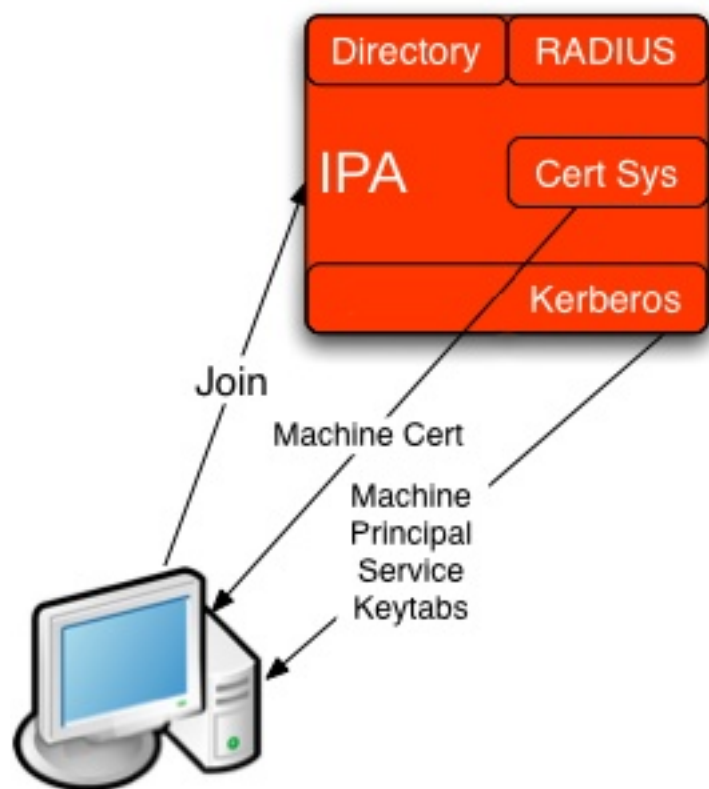 Directory
RADIUS
IPA
Cert Sys
Kerberos
Join
Machine Cert
Machine
Principal
Service
Keytabs